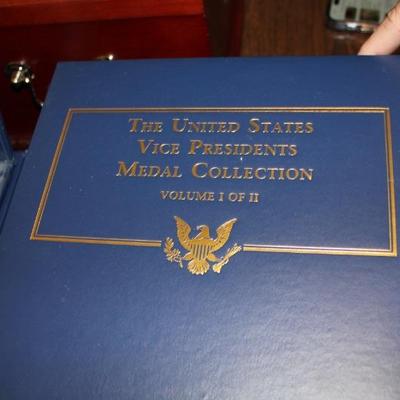 The United States
Vice Presidents
Medal Collection
VOLUME I OF II